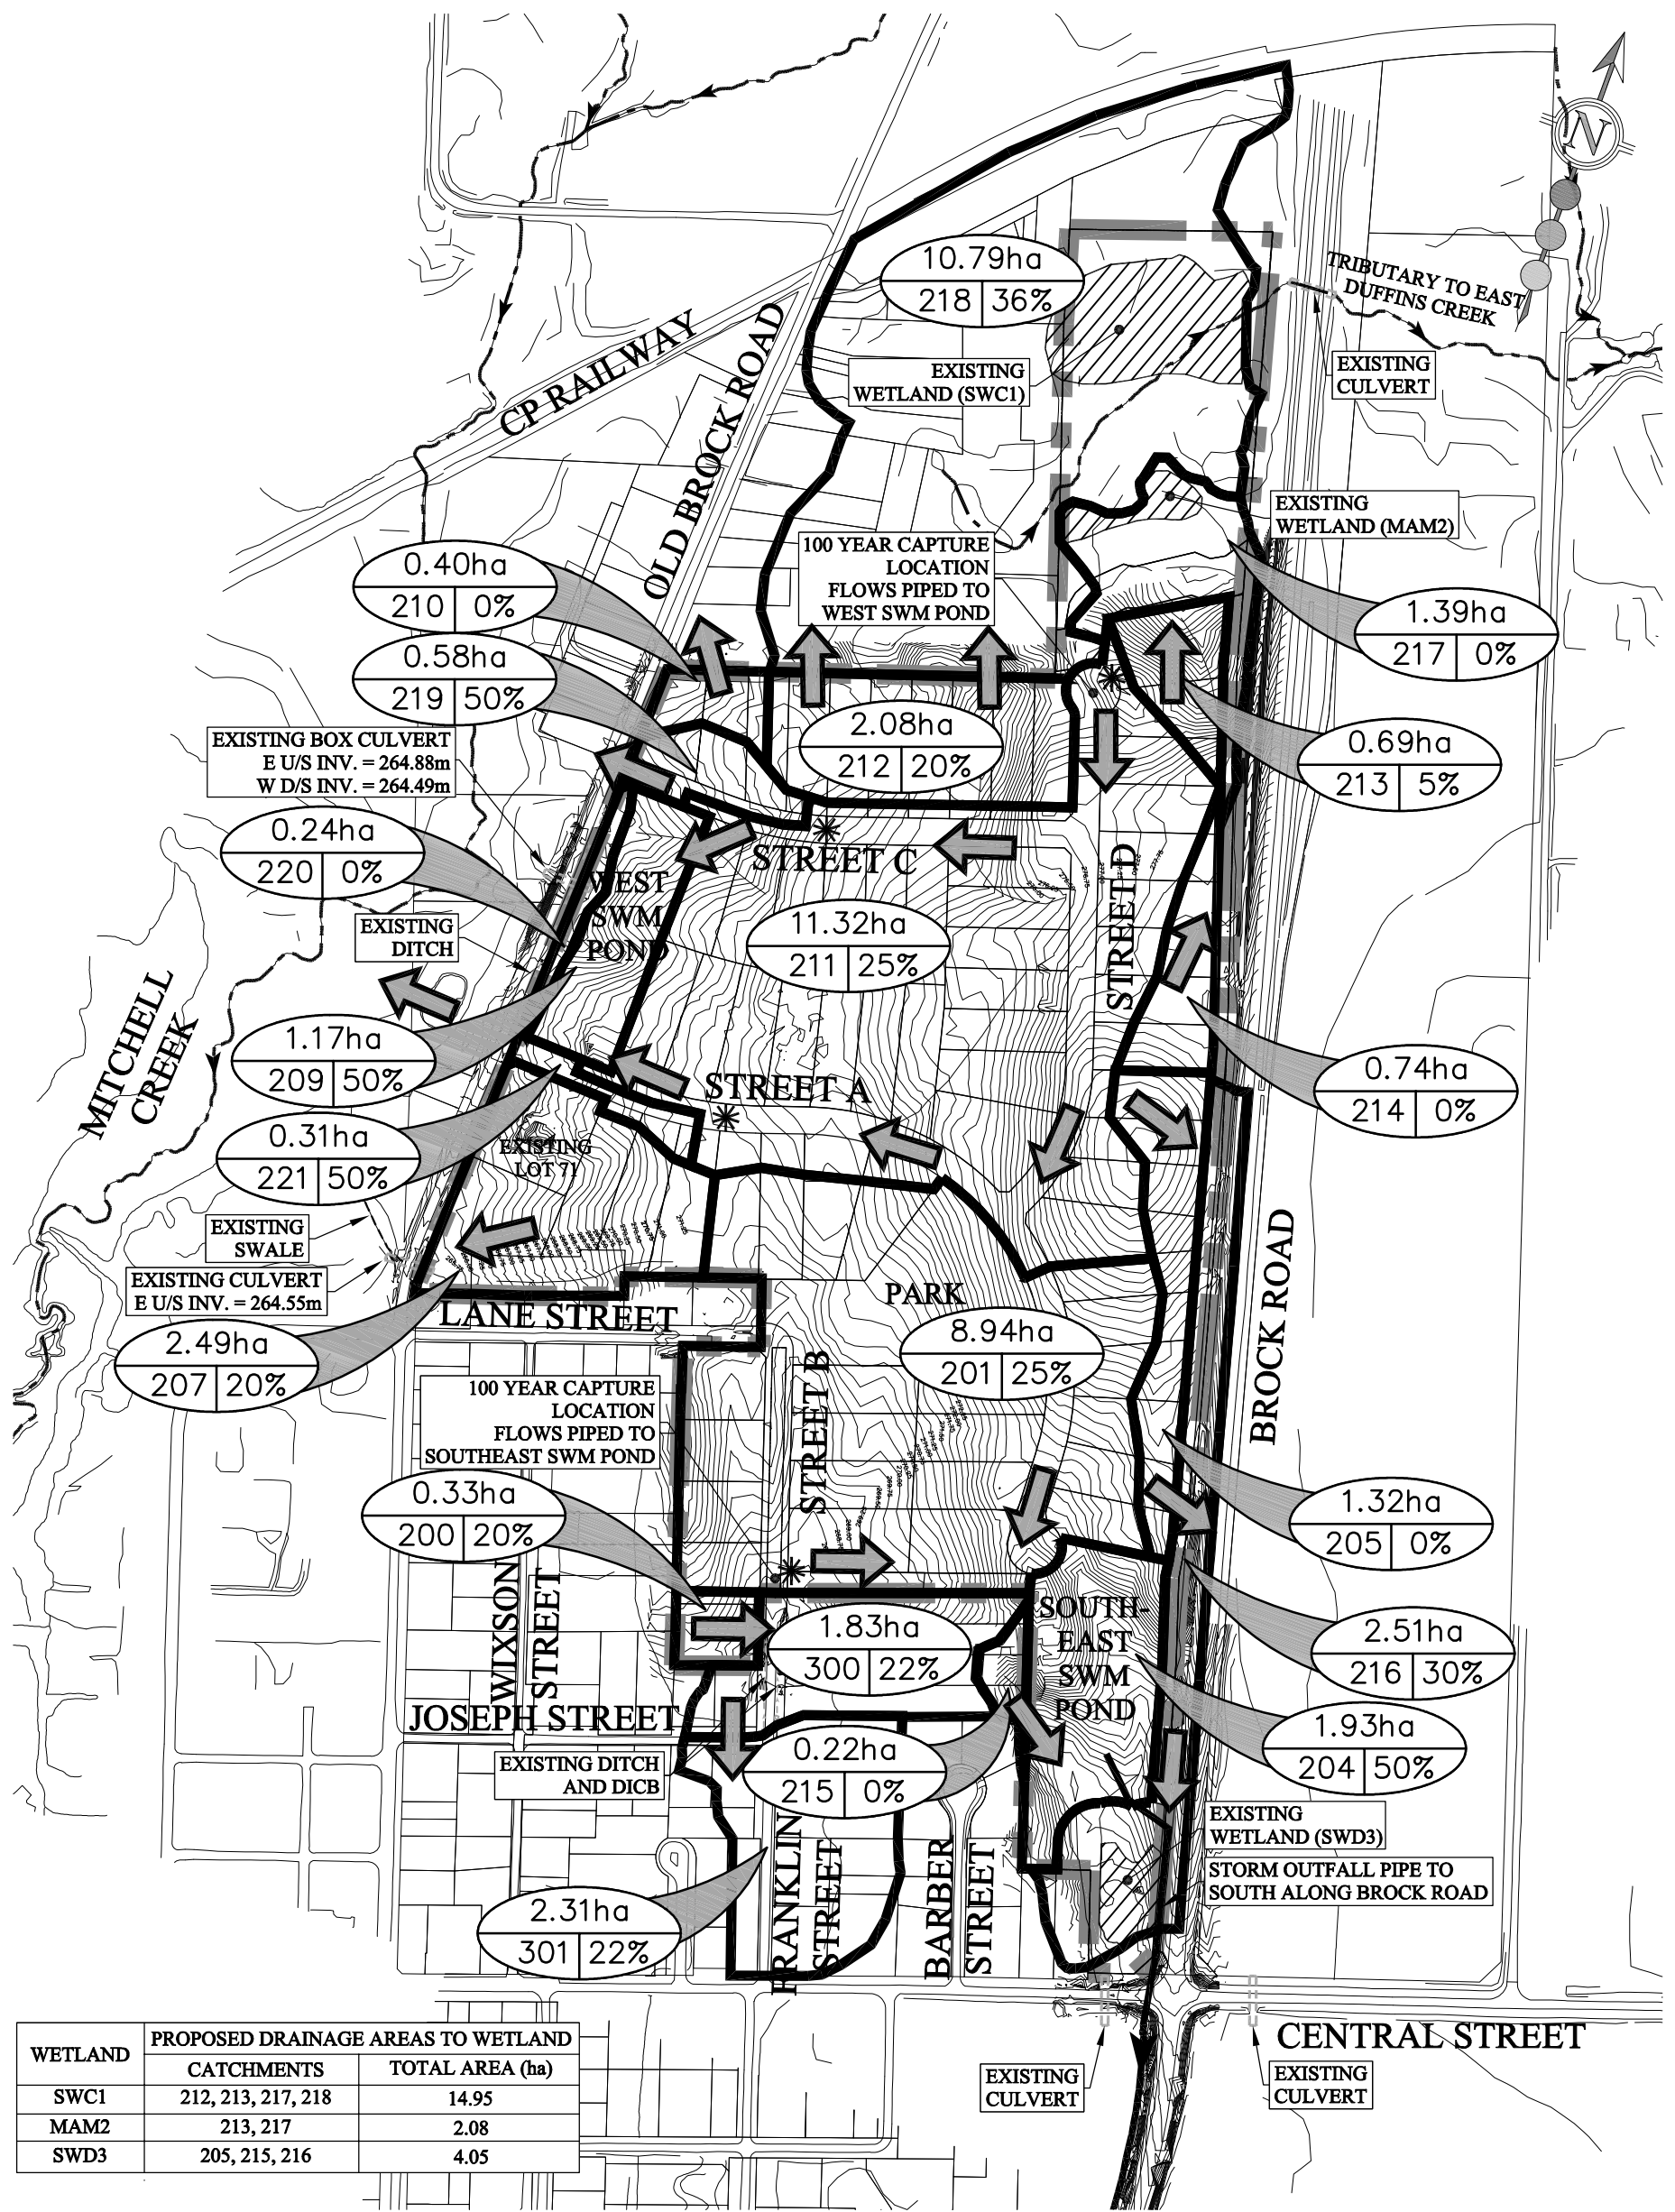 N
10.79ha
218 36%
TRIBUTARY TO EAST
DUFFINS CREEK
EXISTING
CULVERT
EXISTING
WETLAND (SWC1)
CP RAILWAY
OLD BROCK ROAD
EXISTING
WETLAND (MAM2)
100 YEAR CAPTURE
LOCATION
FLOWS PIPED TO
WEST SWM POND
0.40ha
210 0%
1.39ha
217 0%
0.58ha
219 50%
2.08ha
212 20%
0.69ha
213 5%
EXISTING BOX CULVERT
E U/S INV. = 264.88m
W D/S INV. = 264.49m
0.24ha
220 0%
STREET C
STREET D
WEST
SWM
POND
EXISTING
DITCH
11.32ha
211 25%
MITCHELL
CREEK
1.17ha
209 50%
STREET A
0.74ha
214 0%
0.31ha
221 50%
EXISTING
LOT 71
EXISTING
SWALE
EXISTING CULVERT
E U/S INV. = 264.55m
LANE STREET
PARK
BROCK ROAD
2.49ha
207 20%
8.94ha
201 25%
STREET B
100 YEAR CAPTURE
LOCATION
FLOWS PIPED TO
SOUTHEAST SWM POND
0.33ha
200 20%
1.32ha
205 0%
WIXSON
STREET
1.83ha
300 22%
SOUTH-
EAST
SWM
POND
2.51ha
216 30%
JOSEPH STREET
EXISTING DITCH
AND DICB
0.22ha
215 0%
1.93ha
204 50%
EXISTING
WETLAND (SWD3)
STORM OUTFALL PIPE TO
SOUTH ALONG BROCK ROAD
FRANKLIN
STREET
BARBER
STREET
2.31ha
301 22%
CENTRAL STREET
EXISTING
CULVERT
EXISTING
CULVERT
WETLAND PROPOSED DRAINAGE AREAS TO WETLAND
CATCHMENTS TOTAL AREA (ha)
SWC1 212, 213, 217, 218 14.95
MAM2 213, 217 2.08
SWD3 205, 215, 216 4.05